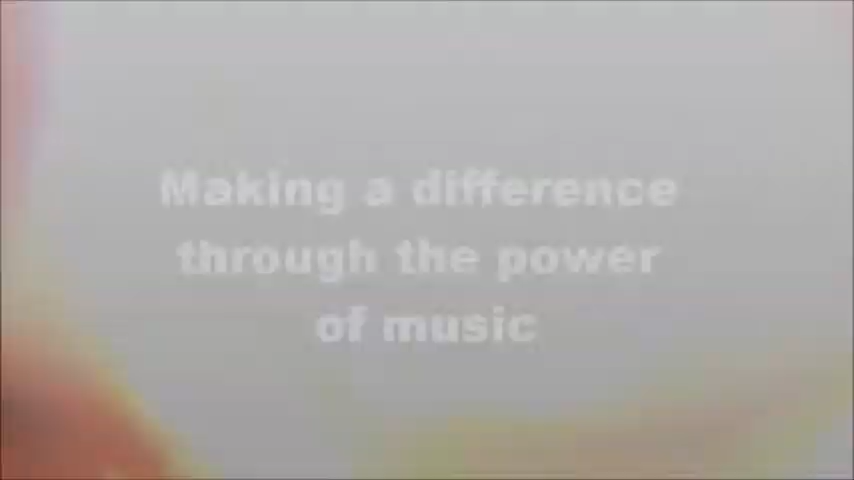 Making a difference
through the power
of music